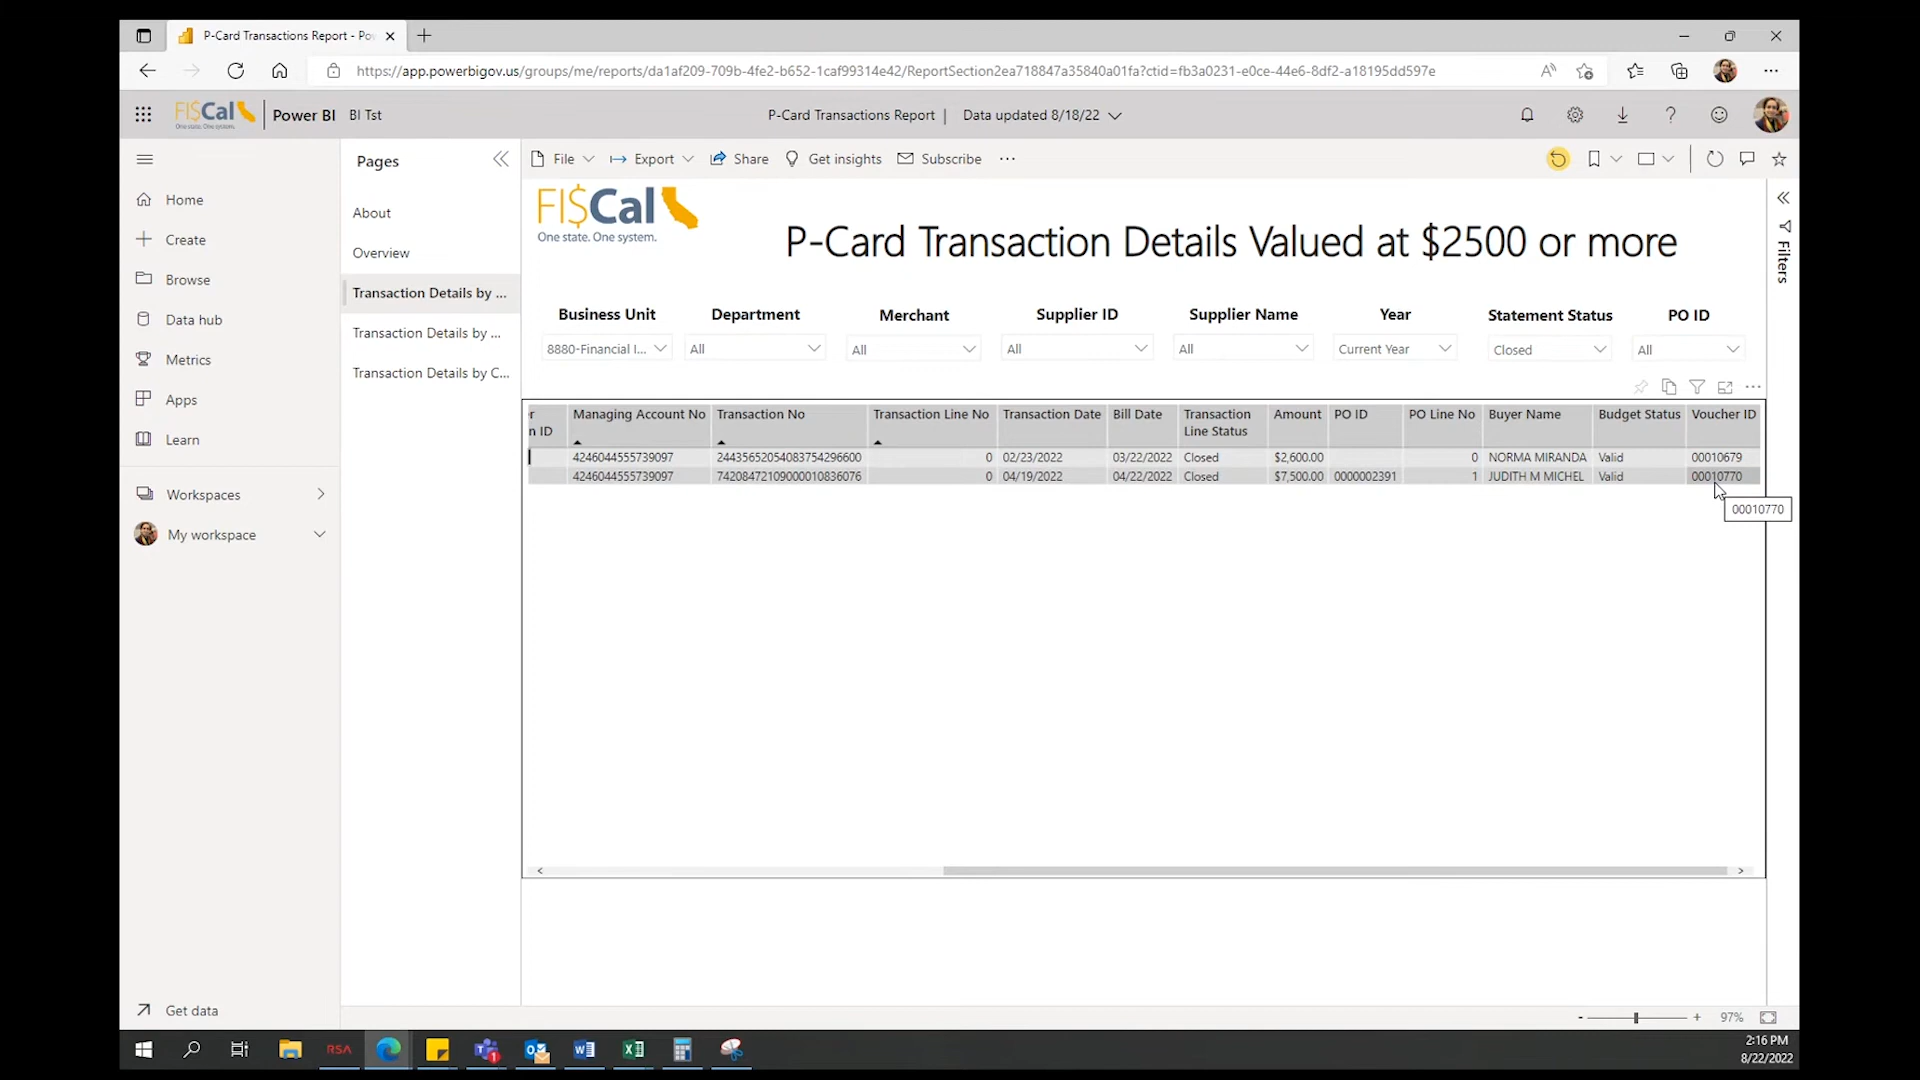 P-Card Transactions Report - Po
https://app.powerbigov.us/groups/me/reports/da1af209-709b-4fe2-b652-1caf99314e42/ReportSection2ea718847a35840a01fa?ctid=fb3a0231-e0ce-44e6-8df2-a18195dd597e
FI$Cal
One state. One system.
Power BI BI Tst
P-Card Transactions Report | Data updated 8/18/22
Pages
File Export Share Get insights Subscribe
Home
Create
Browse
Data hub
Metrics
Apps
Learn
Workspaces
My workspace
Get data
About
Overview
Transaction Details by ...
Transaction Details by ...
Transaction Details by C...
FI$Cal
One state. One system.
P-Card Transaction Details Valued at $2500 or more
Filters
Business Unit Department Merchant Supplier ID Supplier Name Year Statement Status PO ID
8880-Financial I... All All All All Current Year Closed All
r
n ID
Managing Account No Transaction No Transaction Line No Transaction Date Bill Date Transaction Line Status Amount PO ID PO Line No Buyer Name Budget Status Voucher ID
4246044555739097 24435652054083754296600 0 02/23/2022 03/22/2022 Closed $2,600.00 0 NORMA MIRANDA Valid 00010679
4246044555739097 74208472109000010836076 0 04/19/2022 04/22/2022 Closed $7,500.00 0000002391 1 JUDITH M MICHEL Valid 00010770
00010770
97%
RSA
1
2:16 PM
8/22/2022